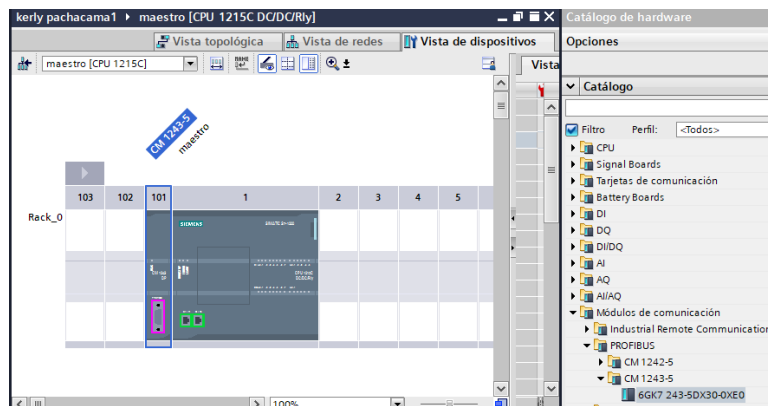 kerly pachacama1 ▸ maestro [CPU 1215C DC/DC/Rly]
Vista topológica
Vista de redes
Vista de dispositivos
maestro [CPU 1215C]
CM 1243-5
maestro
103 102 101 1 2 3 4 5
Rack_0
SIEMENS
100%
Vista
Catálogo de hardware
Opciones
Catálogo
Filtro Perfil: <Todos>
CPU
Signal Boards
Tarjetas de comunicación
Battery Boards
DI
DQ
DI/DQ
AI
AQ
AI/AQ
Módulos de comunicación
Industrial Remote Communication
PROFIBUS
CM 1242-5
CM 1243-5
6GK7 243-5DX30-0XE0